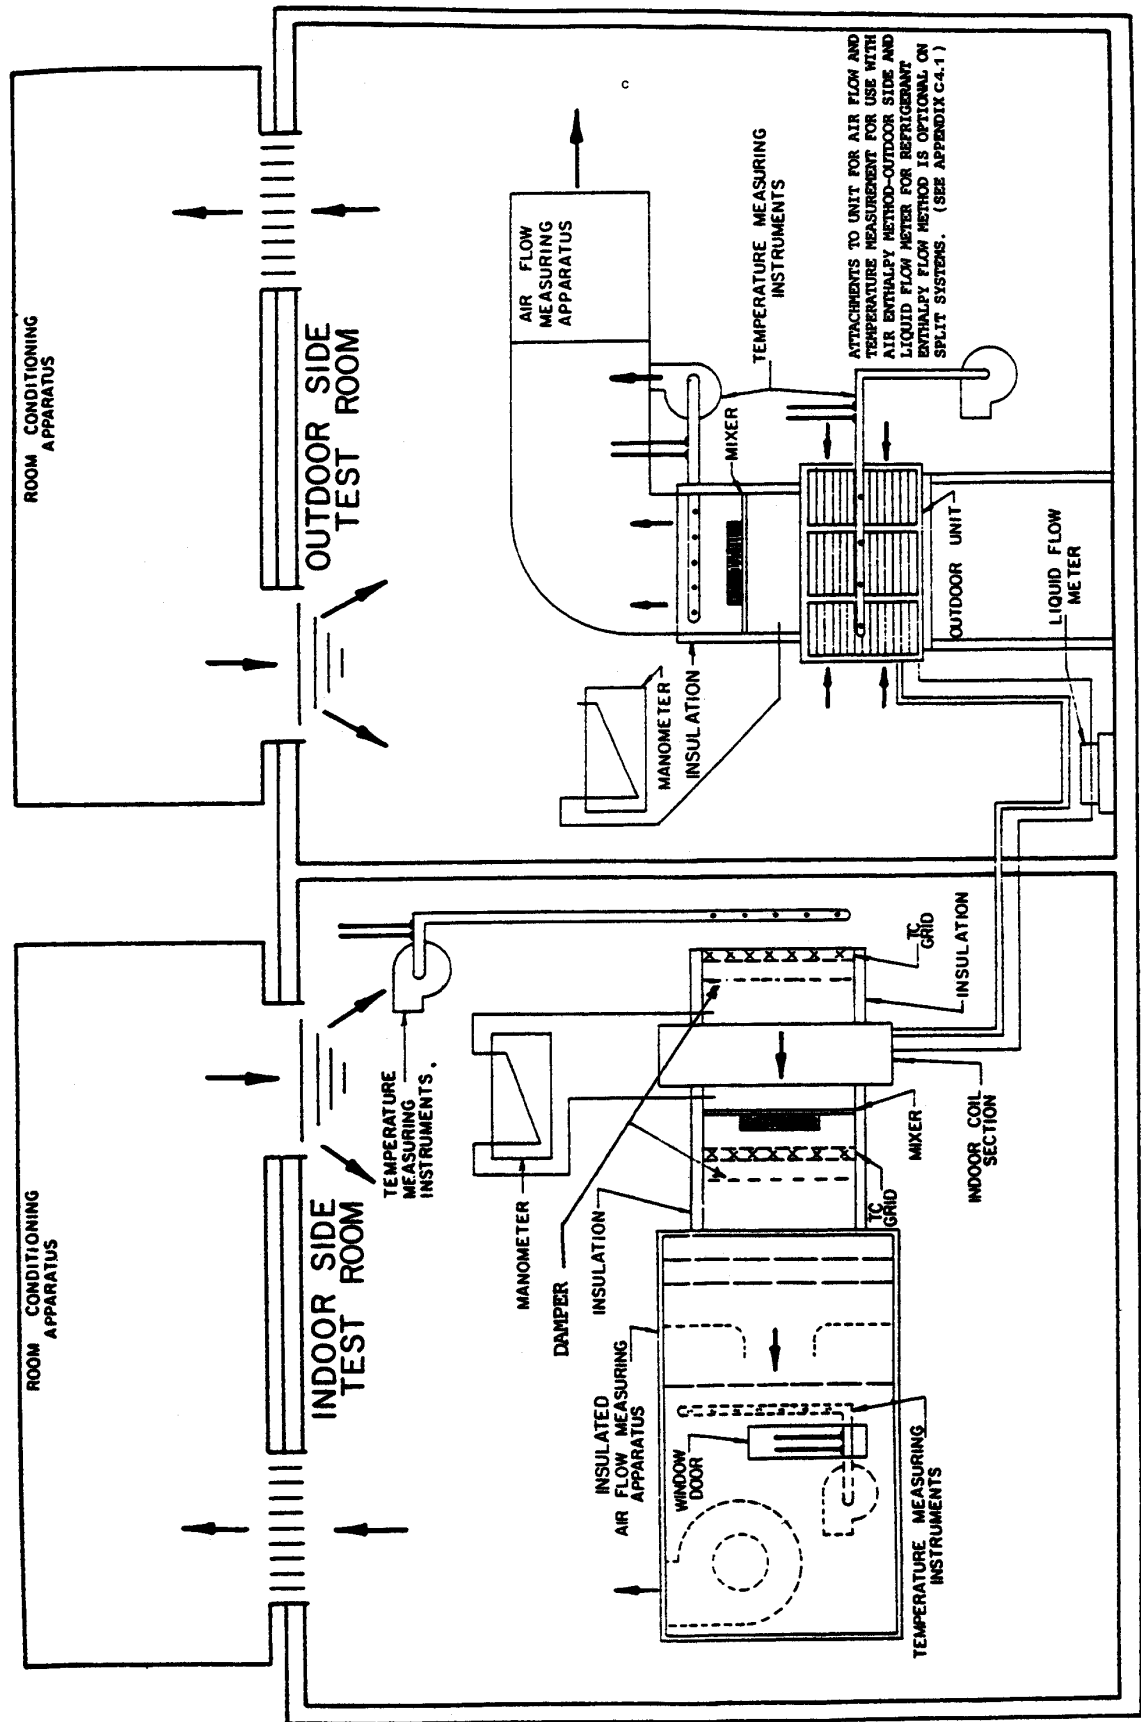 ROOM CONDITIONING
APPARATUS
ROOM CONDITIONING
APPARATUS
INDOOR SIDE
TEST ROOM
OUTDOOR SIDE
TEST ROOM
TEMPERATURE
MEASURING
INSTRUMENTS.
MANOMETER
DAMPER
INSULATION
INSULATED
AIR FLOW MEASURING
APPARATUS
WINDOW
DOOR
TEMPERATURE MEASURING
INSTRUMENTS
TC
GRID
MIXER
INDOOR COIL
SECTION
INSULATION
TC
GRID
MANOMETER
INSULATION
AIR FLOW
MEASURING
APPARATUS
c
TEMPERATURE MEASURING
INSTRUMENTS
MIXER
OUTDOOR UNIT
LIQUID FLOW
METER
ATTACHMENTS TO UNIT FOR AIR FLOW AND
TEMPERATURE MEASUREMENT FOR USE WITH
AIR ENTHALPY METHOD-OUTDOOR SIDE AND
LIQUID FLOW METER FOR REFRIGERANT
ENTHALPY FLOW METHOD IS OPTIONAL ON
SPLIT SYSTEMS. (SEE APPENDIX C4.1)